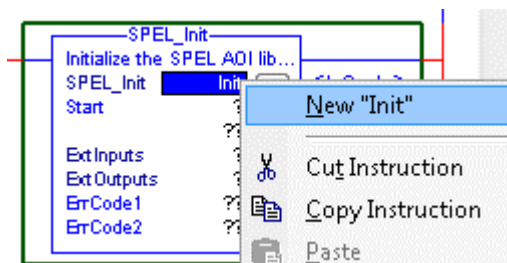 SPEL_Init
Initialize the SPEL AOI lib...
SPEL_Init Init
Start ?
??
ExtInputs ?
ExtOutputs ?
ErrCode1 ??
ErrCode2 ??
New "Init"
Cut Instruction
Copy Instruction
Paste